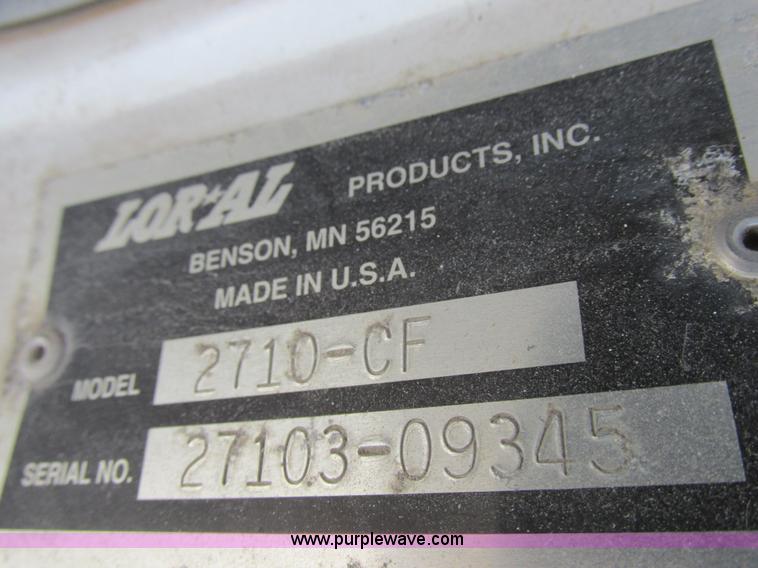 LOR★AL PRODUCTS, INC.
BENSON, MN 56215
MADE IN U.S.A.
MODEL 2710-CF
SERIAL NO. 27103-09345
www.purplewave.com